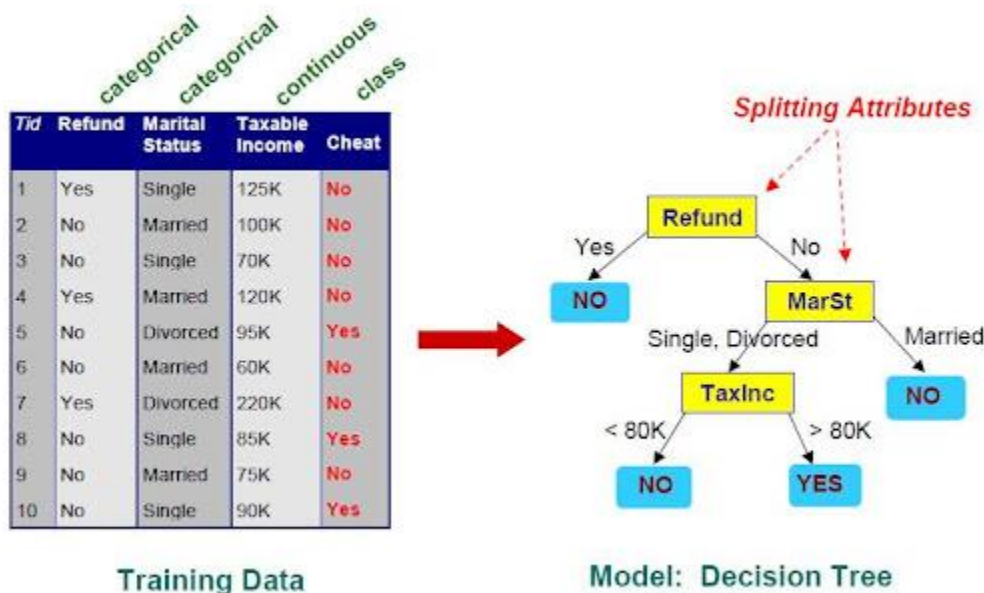 categorical
categorical
continuous
class
Tid Refund Marital Status Taxable Income Cheat
1 Yes Single 125K No
2 No Married 100K No
3 No Single 70K No
4 Yes Married 120K No
5 No Divorced 95K Yes
6 No Married 60K No
7 Yes Divorced 220K No
8 No Single 85K Yes
9 No Married 75K No
10 No Single 90K Yes
Training Data
Splitting Attributes
Refund
Yes No
NO MarSt
Single, Divorced Married
TaxInc NO
< 80K > 80K
NO YES
Model: Decision Tree